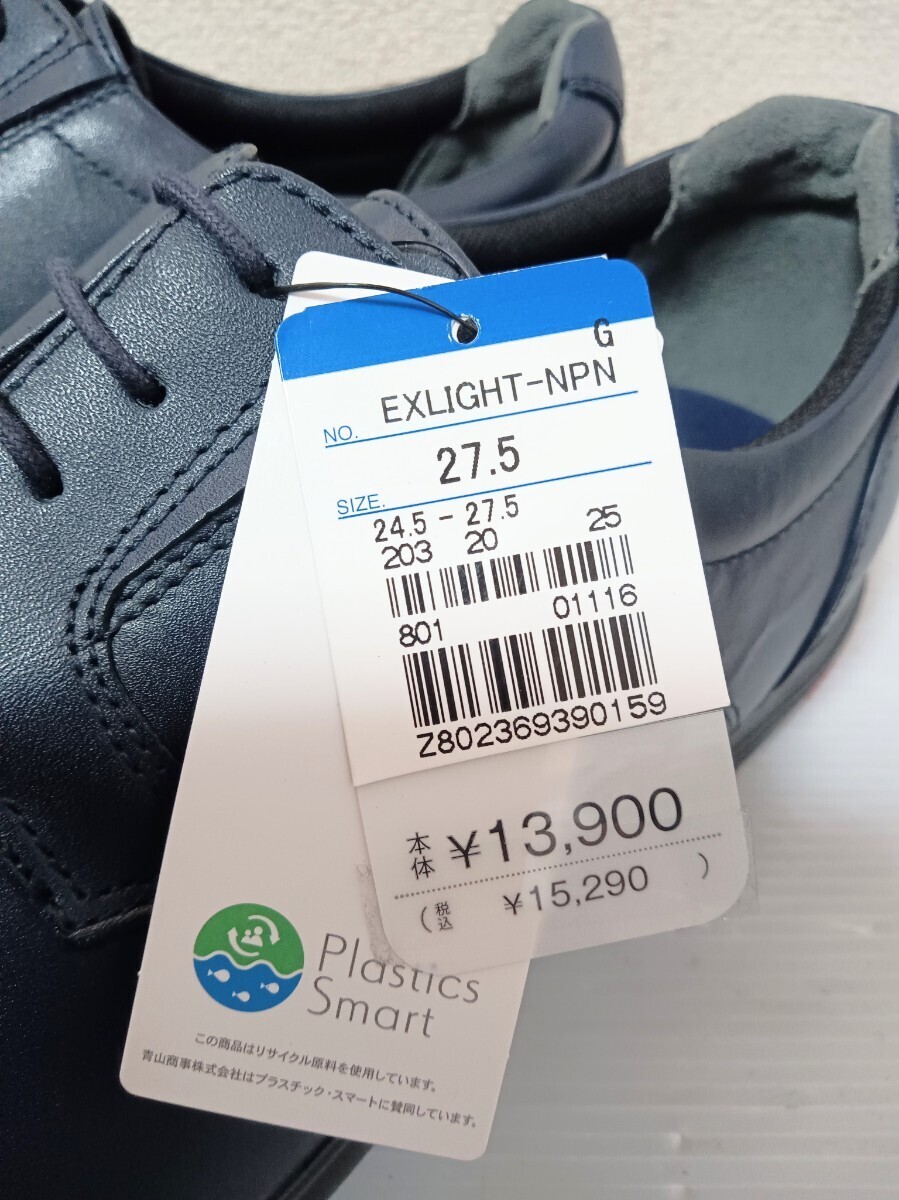 G
NO. EXLIGHT-NPN
SIZE. 27.5
24.5 - 27.5
203 20 25
801 01116
Z802369390159
本体 ¥13,900
( 税込 ¥15,290 )
Plastics
Smart
この商品はリサイクル原料を使用しています。
青山商事株式会社はプラスチック・スマートに賛同しています。